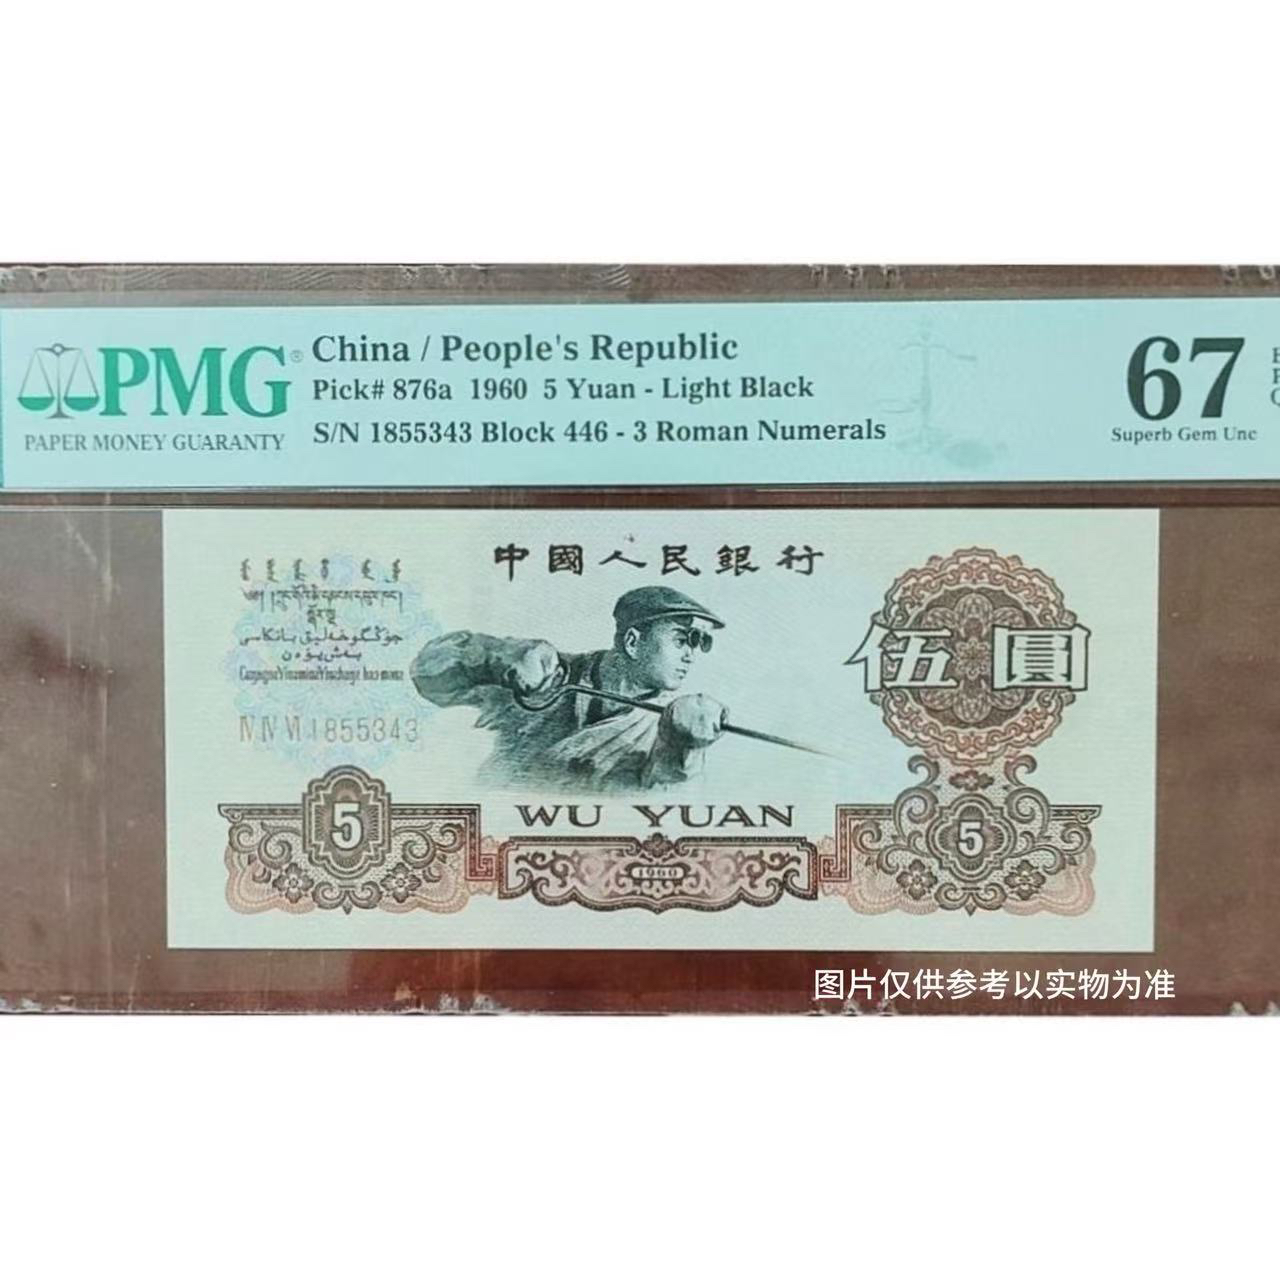 PMG®
PAPER MONEY GUARANTY
China / People's Republic
Pick# 876a 1960 5 Yuan - Light Black
S/N 1855343 Block 446 - 3 Roman Numerals
67
Superb Gem Unc
E
Q
中國人民銀行
伍圓
Ⅳ Ⅳ Ⅵ 1855343
WU YUAN
5
1960
5
图片仅供参考以实物为准